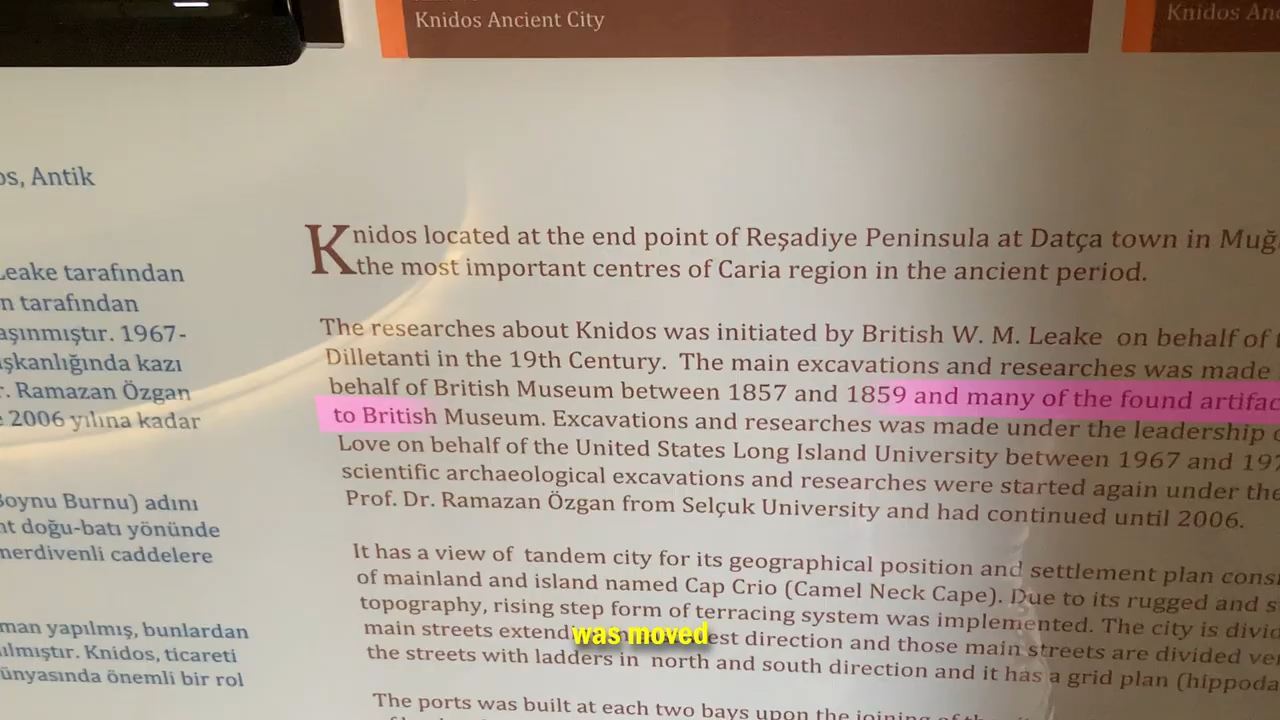 Knidos Ancient City
Knidos
os, Antik
Leake tarafından
n tarafından
aşınmıştır. 1967-
şkanlığında kazı
r. Ramazan Özgan
e 2006 yılına kadar
Boynu Burnu) adını
nt doğu-batı yönünde
merdivenli caddelere
man yapılmış, bunlardan
ılmıştır. Knidos, ticareti
ünyasında önemli bir rol
Knidos located at the end point of Reşadiye Peninsula at Datça town in Muğ
the most important centres of Caria region in the ancient period.
The researches about Knidos was initiated by British W. M. Leake on behalf of
Dilletanti in the 19th Century. The main excavations and researches was made
behalf of British Museum between 1857 and 1859 and many of the found artifac
to British Museum. Excavations and researches was made under the leadership
Love on behalf of the United States Long Island University between 1967 and 197
scientific archaeological excavations and researches were started again under the
Prof. Dr. Ramazan Özgan from Selçuk University and had continued until 2006.
It has a view of tandem city for its geographical position and settlement plan cons
of mainland and island named Cap Crio (Camel Neck Cape). Due to its rugged and s
topography, rising step form of terracing system was implemented. The city is divid
main streets extend est direction and those main streets are divided ve
was moved
the streets with ladders in north and south direction and it has a grid plan (hippoda
The ports was built at each two bays upon the joining of the